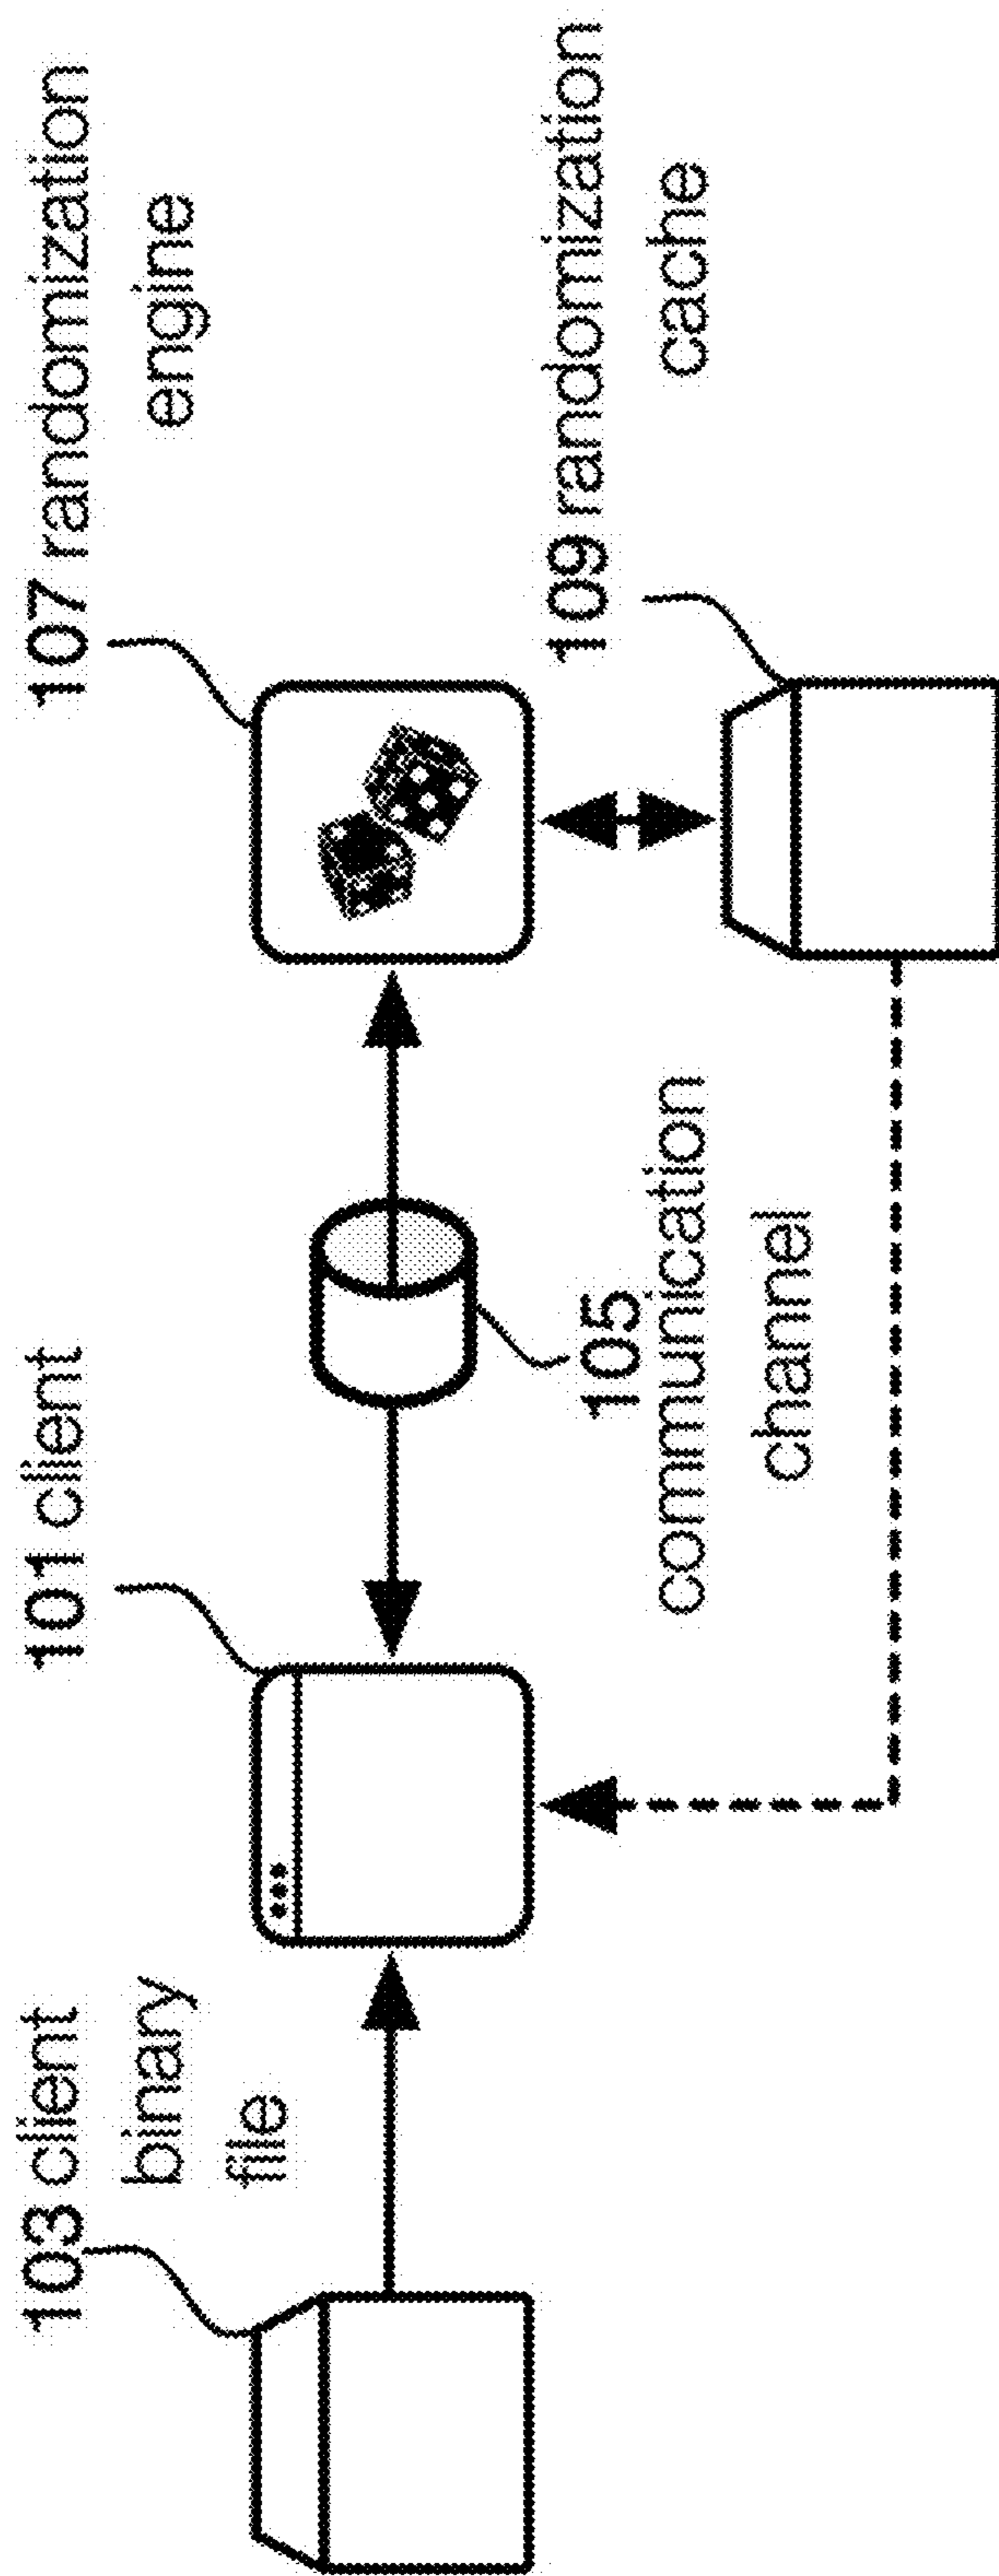 103 client
binary
file
101 client
107 randomization
engine
105
communication
channel
109 randomization
cache